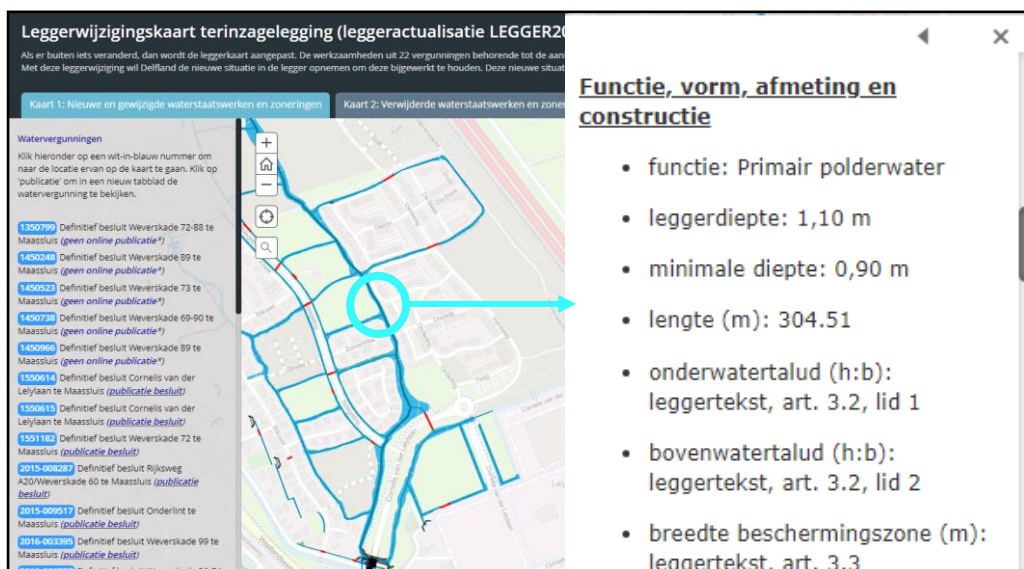 Leggerwijzigingskaart terinzagelegging (leggeractualisatie LEGGER20
Als er buiten iets veranderd, dan wordt de leggerkaart aangepast. De werkzaamheden uit 22 vergunningen behorende tot de aan
Met deze leggerwijziging wil Delfland de nieuwe situatie in de legger opnemen om deze bijgewerkt te houden. Deze nieuwe situat
Kaart 1: Nieuwe en gewijzigde waterstaatswerken en zoneringen
Kaart 2: Verwijderde waterstaatswerken en zoner
Watervergunningen
Klik hieronder op een wit-in-blauw nummer om
naar de locatie ervan op de kaart te gaan. Klik op
'publicatie' om in een nieuw tabblad de
watervergunning te bekijken.
1350799 Definitief besluit Weverskade 72-88 te
Maassluis (geen online publicatie*)
1450248 Definitief besluit Weverskade 89 te
Maassluis (geen online publicatie*)
1450523 Definitief besluit Weverskade 73 te
Maassluis (geen online publicatie*)
1450738 Definitief besluit Weverskade 69-90 te
Maassluis (geen online publicatie*)
1450966 Definitief besluit Weverskade 89 te
Maassluis (geen online publicatie*)
1550614 Definitief besluit Cornelis van der
Lelylaan te Maassluis (publicatie besluit)
1550615 Definitief besluit Cornelis van der
Lelylaan te Maassluis (publicatie besluit)
1551182 Definitief besluit Weverskade 72 te
Maassluis (publicatie besluit)
2015-008287 Definitief besluit Rijksweg
A20/Weverskade 60 te Maassluis (publicatie
besluit)
2015-009517 Definitief besluit Onderlint te
Maassluis (publicatie besluit)
2016-003395 Definitief besluit Weverskade 99 te
Maassluis (publicatie besluit)
Functie, vorm, afmeting en
constructie
• functie: Primair polderwater
• leggerdiepte: 1,10 m
• minimale diepte: 0,90 m
• lengte (m): 304.51
• onderwatertalud (h:b):
leggertekst, art. 3.2, lid 1
• bovenwatertalud (h:b):
leggertekst, art. 3.2, lid 2
• breedte beschermingszone (m):
leggertekst, art. 3.3